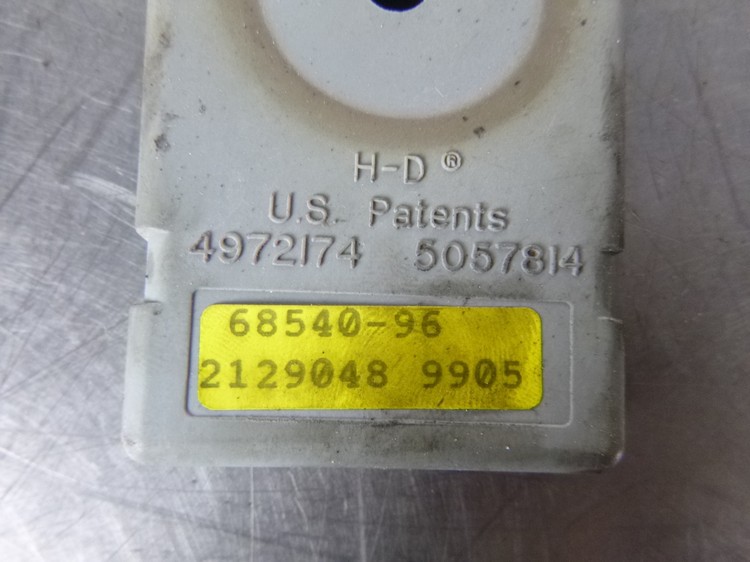 H-D ®
U.S. Patents
4972174 5057814
68540-96
2129048 9905